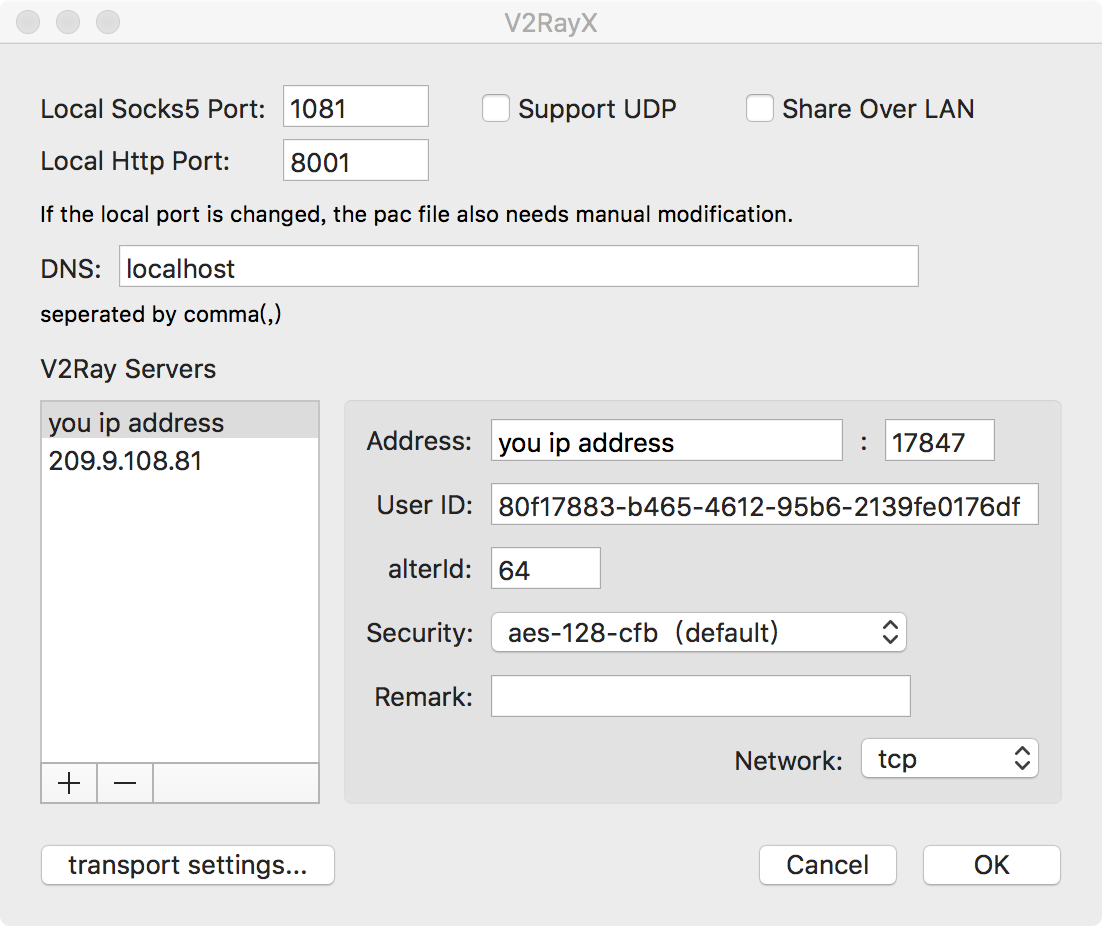 V2RayX
Local Socks5 Port: 1081 Support UDP Share Over LAN
Local Http Port: 8001
If the local port is changed, the pac file also needs manual modification.
DNS: localhost
seperated by comma(,)
V2Ray Servers
you ip address
209.9.108.81
Address: you ip address : 17847
User ID: 80f17883-b465-4612-95b6-2139fe0176df
alterId: 64
Security: aes-128-cfb (default)
Remark:
Network: tcp
transport settings... Cancel OK